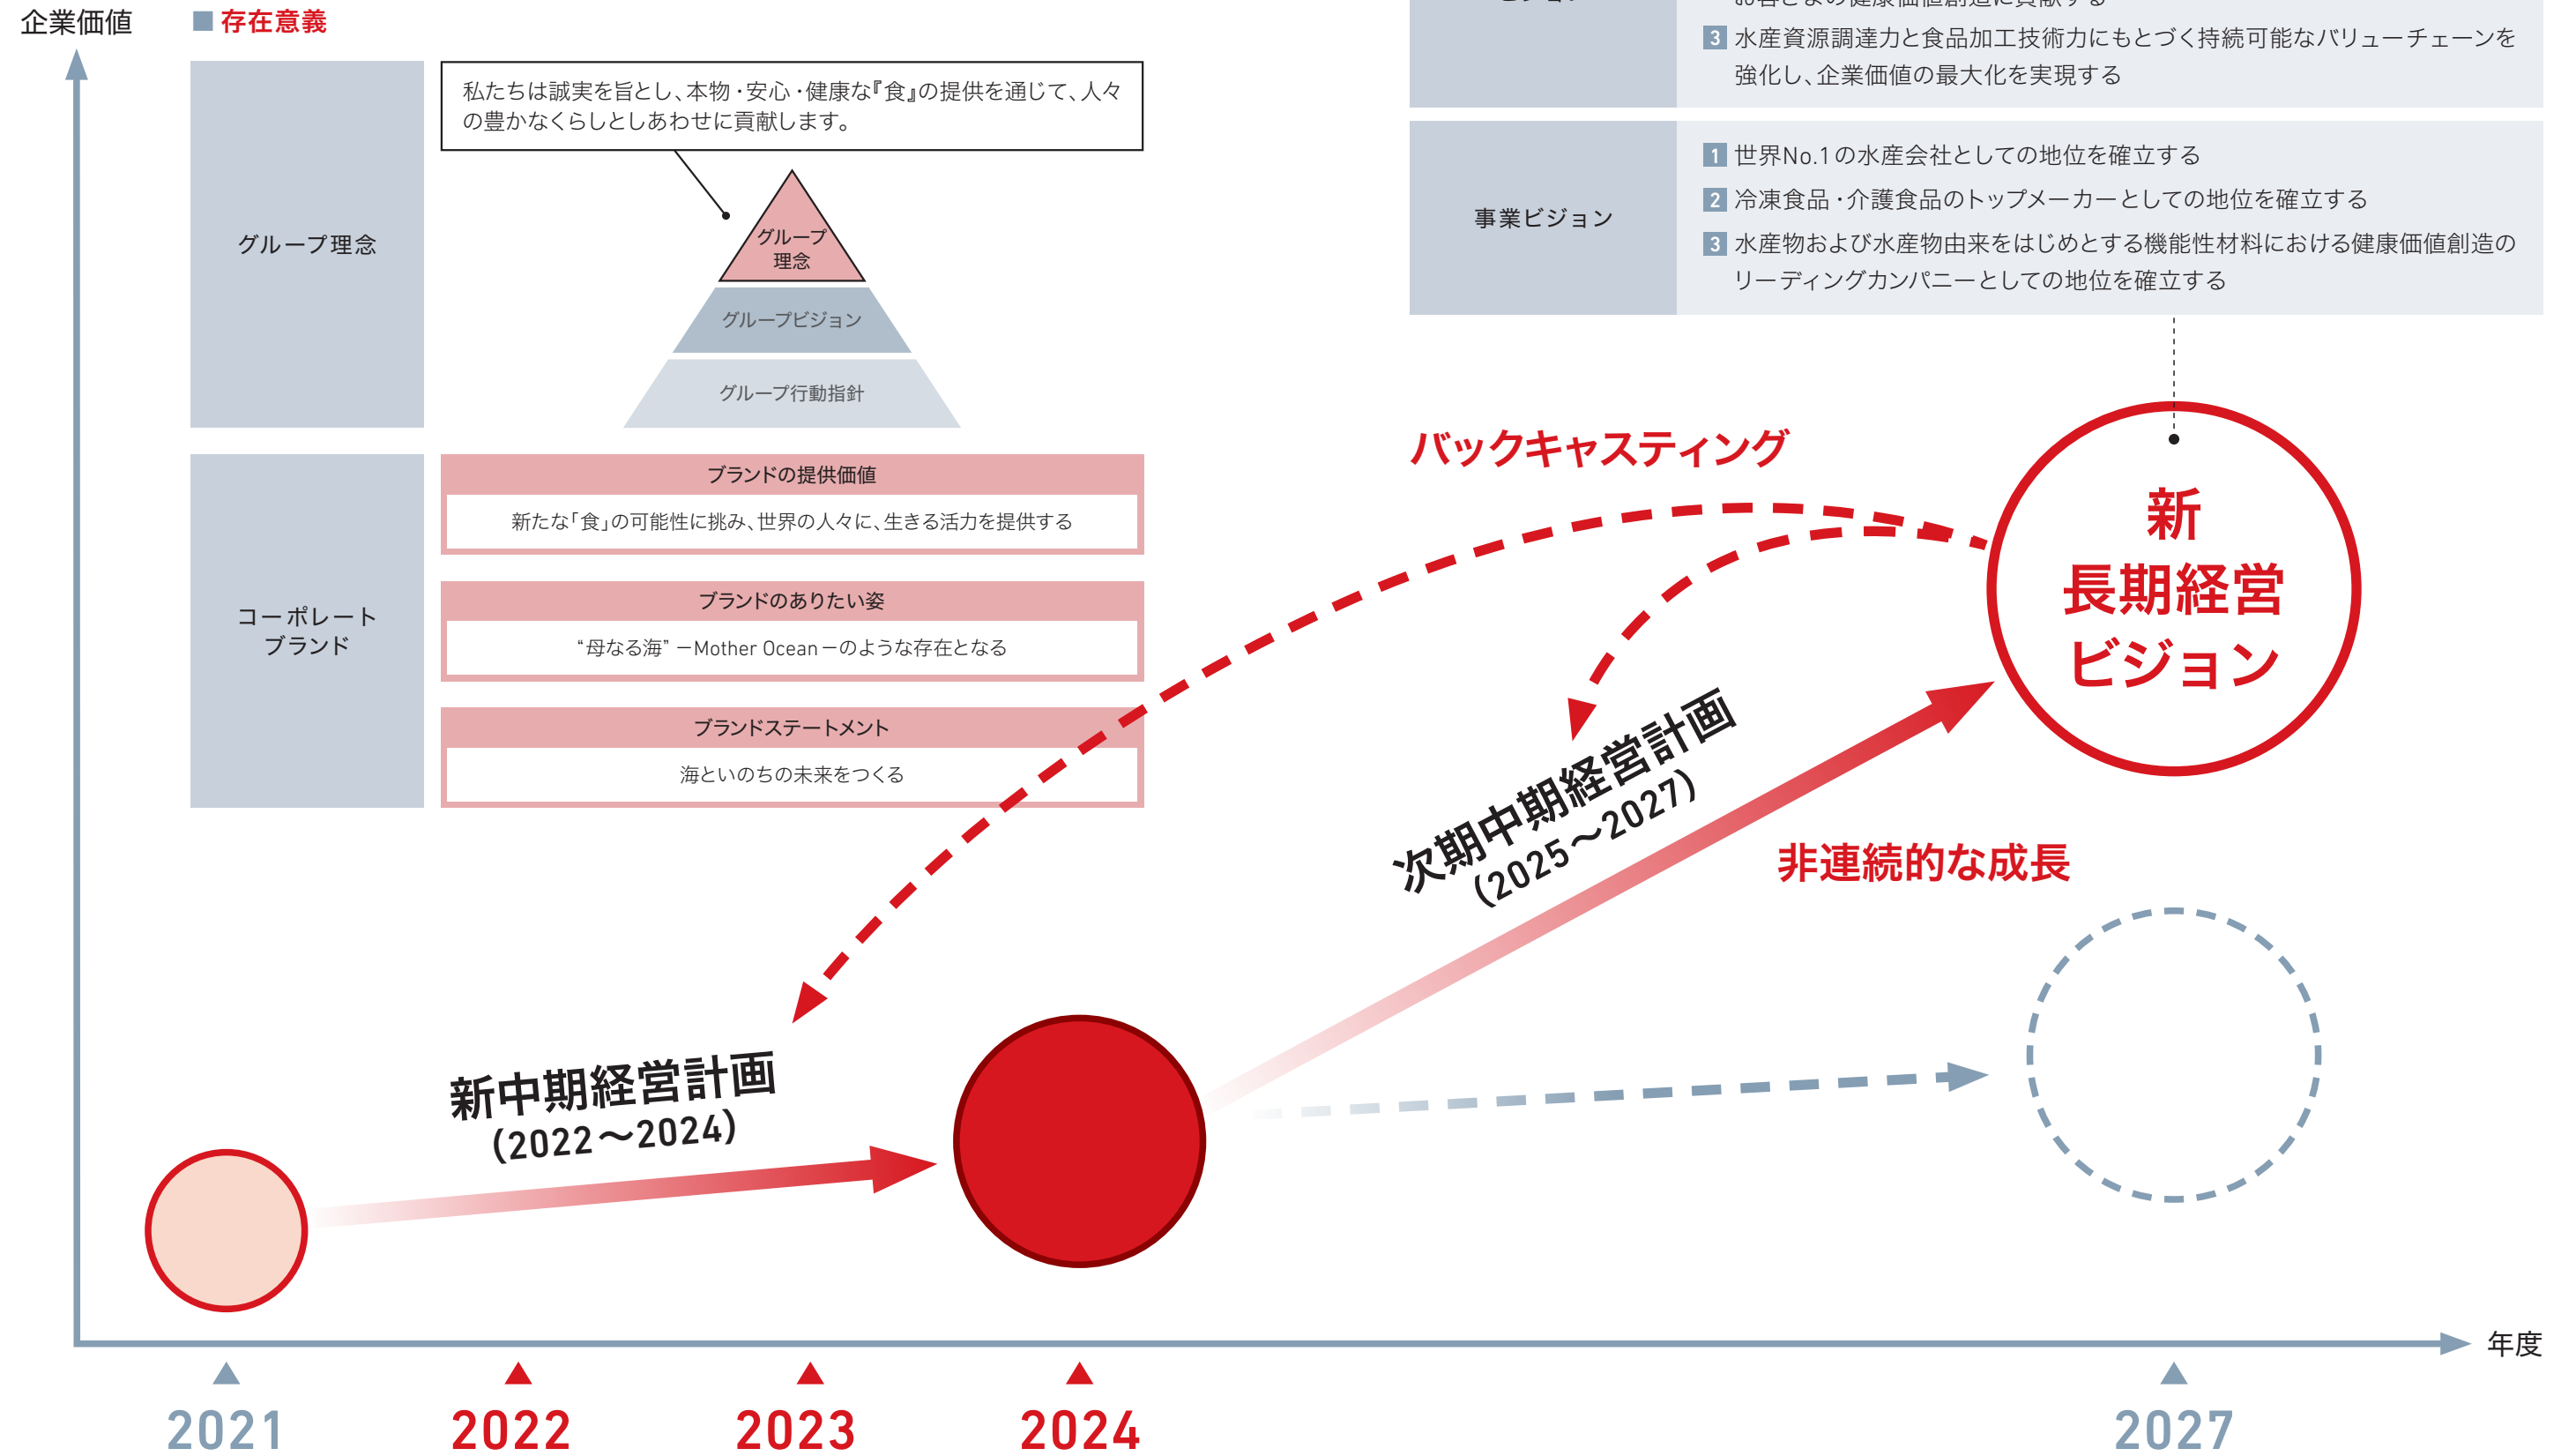 企業価値
■ 存在意義
グループ理念
私たちは誠実を旨とし、本物・安心・健康な『食』の提供を通じて、人々
の豊かなくらしとしあわせに貢献します。
グループ
理念
グループビジョン
グループ行動指針
コーポレート
ブランド
ブランドの提供価値
新たな「食」の可能性に挑み、世界の人々に、生きる活力を提供する
ブランドのありたい姿
“母なる海” －Mother Ocean－のような存在となる
ブランドステートメント
海といのちの未来をつくる
3 水産資源調達力と食品加工技術力にもとづく持続可能なバリューチェーンを
強化し、企業価値の最大化を実現する
事業ビジョン
1 世界No.1の水産会社としての地位を確立する
2 冷凍食品・介護食品のトップメーカーとしての地位を確立する
3 水産物および水産物由来をはじめとする機能性材料における健康価値創造の
リーディングカンパニーとしての地位を確立する
バックキャスティング
新
長期経営
ビジョン
次期中期経営計画
（2025～2027）
非連続的な成長
新中期経営計画
（2022～2024）
年度
2021
2022
2023
2024
2027